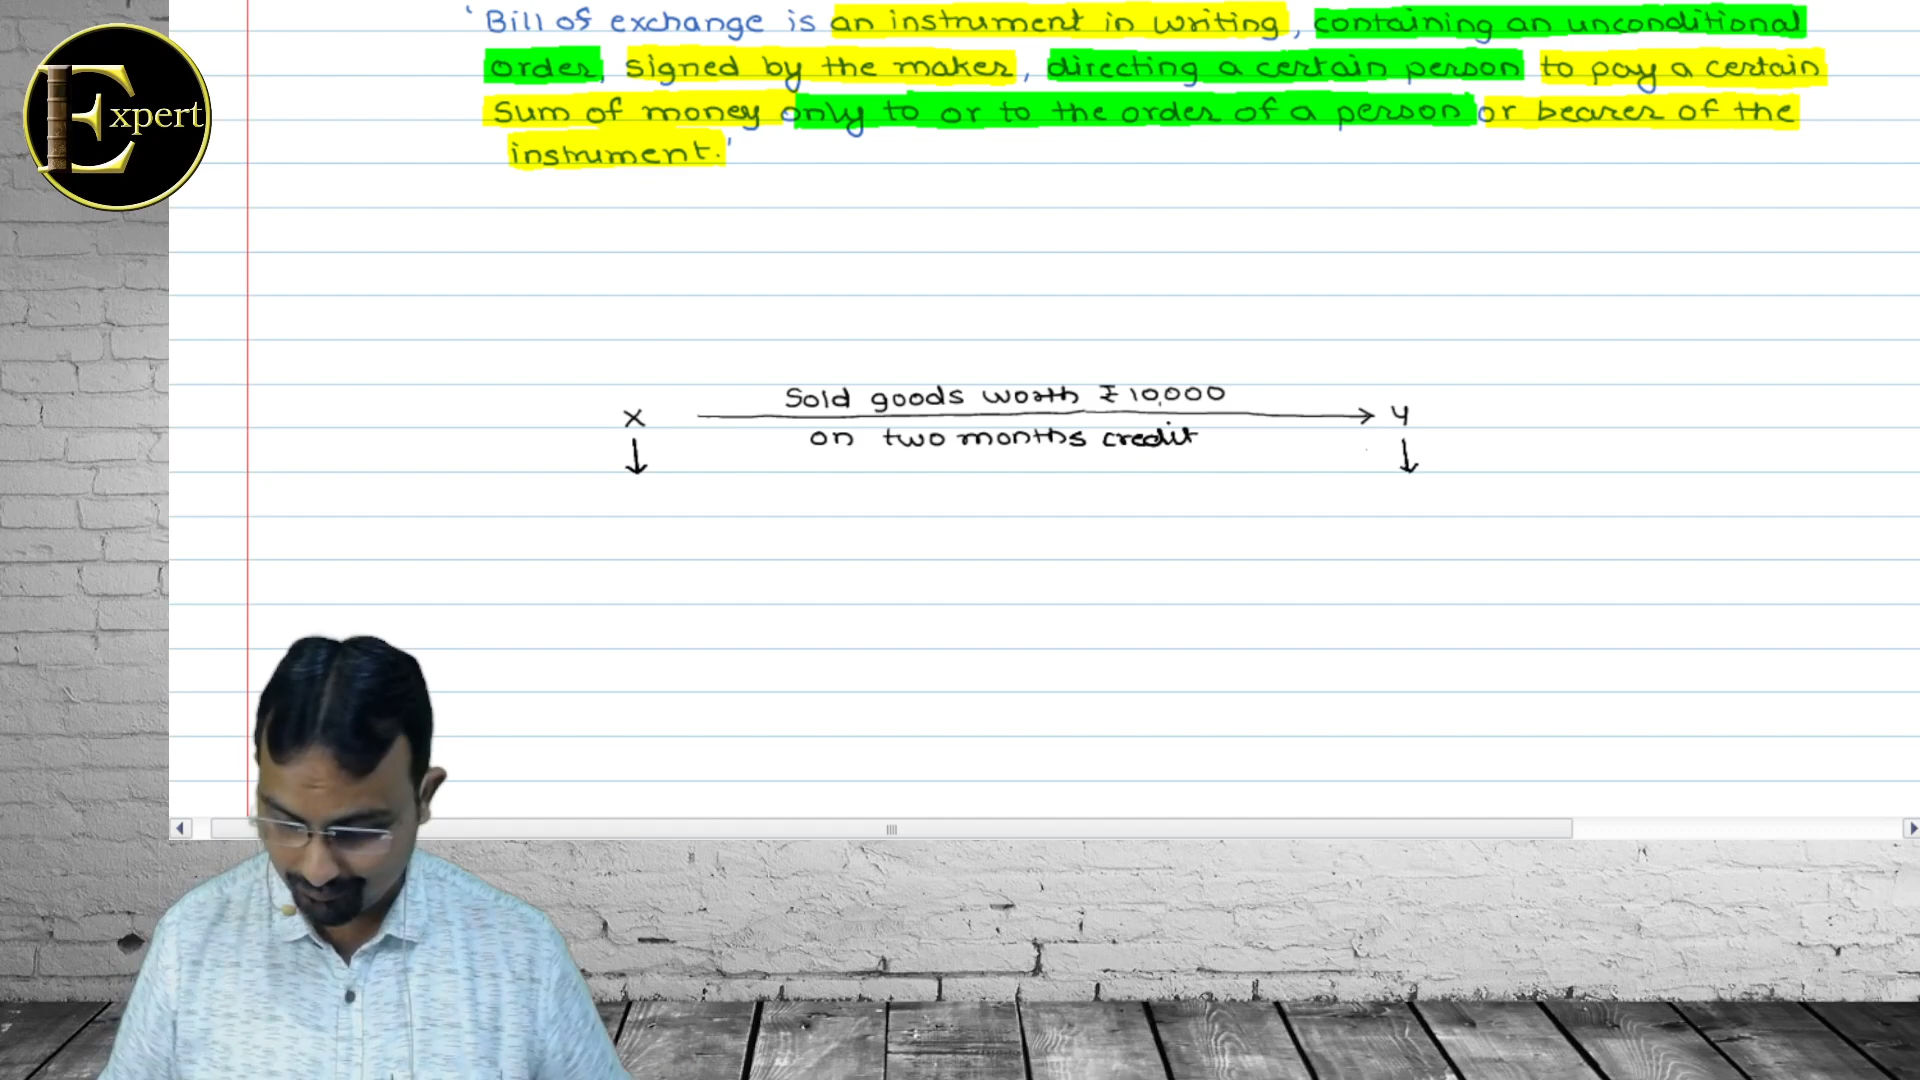 'Bill of exchange is an instrument in writing, containing an unconditional
order, signed by the maker, directing a certain person to pay a certain
Sum of money only to or to the order of a person or bearer of the
instrument.'
Expert
Sold goods worth ₹10,000
X → Y
on two months credit
↓ ↓